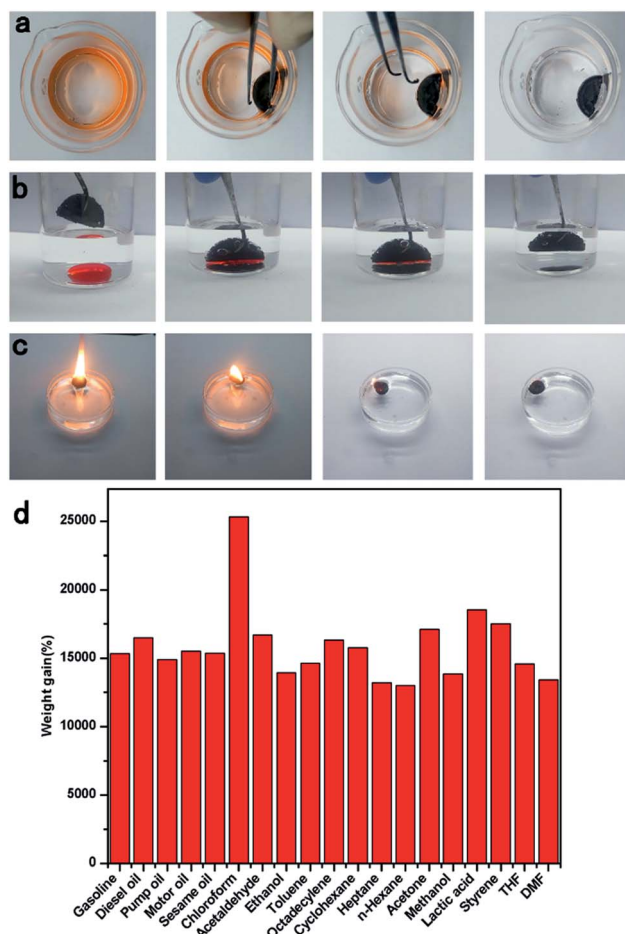 a
b
c
d
25000
20000
15000
10000
5000
0
Weight gain(%)
Gasoline
Diesel oil
Pump oil
Motor oil
Sesame oil
Chloroform
Acetaldehyde
Ethanol
Toluene
Octadecylene
Cyclohexane
Heptane
n-Hexane
Acetone
Methanol
Lactic acid
Styrene
THF
DMF